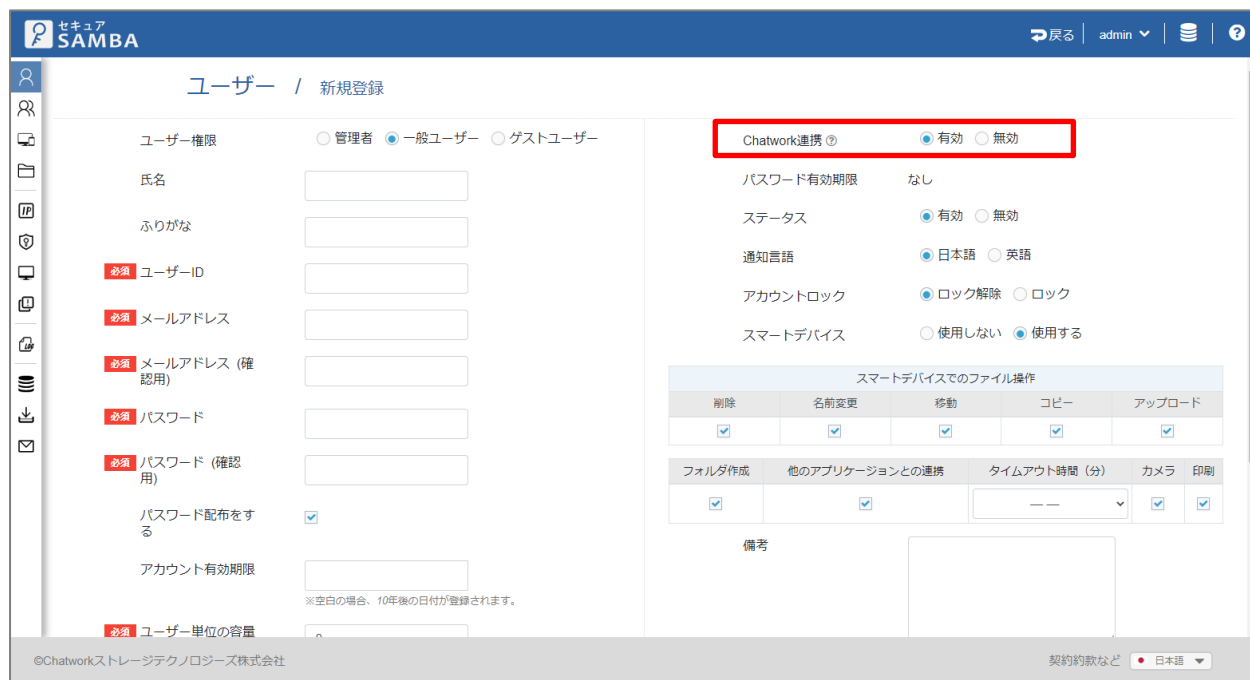 セキュア
SAMBA
戻る admin
ユーザー / 新規登録
ユーザー権限 管理者 一般ユーザー ゲストユーザー
氏名
ふりがな
必須 ユーザーID
必須 メールアドレス
必須 メールアドレス (確
認用)
必須 パスワード
必須 パスワード (確認
用)
パスワード配布をす
る
アカウント有効期限
※空白の場合、10年後の日付が登録されます。
必須 ユーザー単位の容量
Chatwork連携 ? 有効 無効
パスワード有効期限 なし
ステータス 有効 無効
通知言語 日本語 英語
アカウントロック ロック解除 ロック
スマートデバイス 使用しない 使用する
スマートデバイスでのファイル操作
削除 名前変更 移動 コピー アップロード
フォルダ作成 他のアプリケーションとの連携 タイムアウト時間 (分) カメラ 印刷
— —
備考
IP
LOG
©Chatworkストレージテクノロジーズ株式会社
契約約款など 日本語